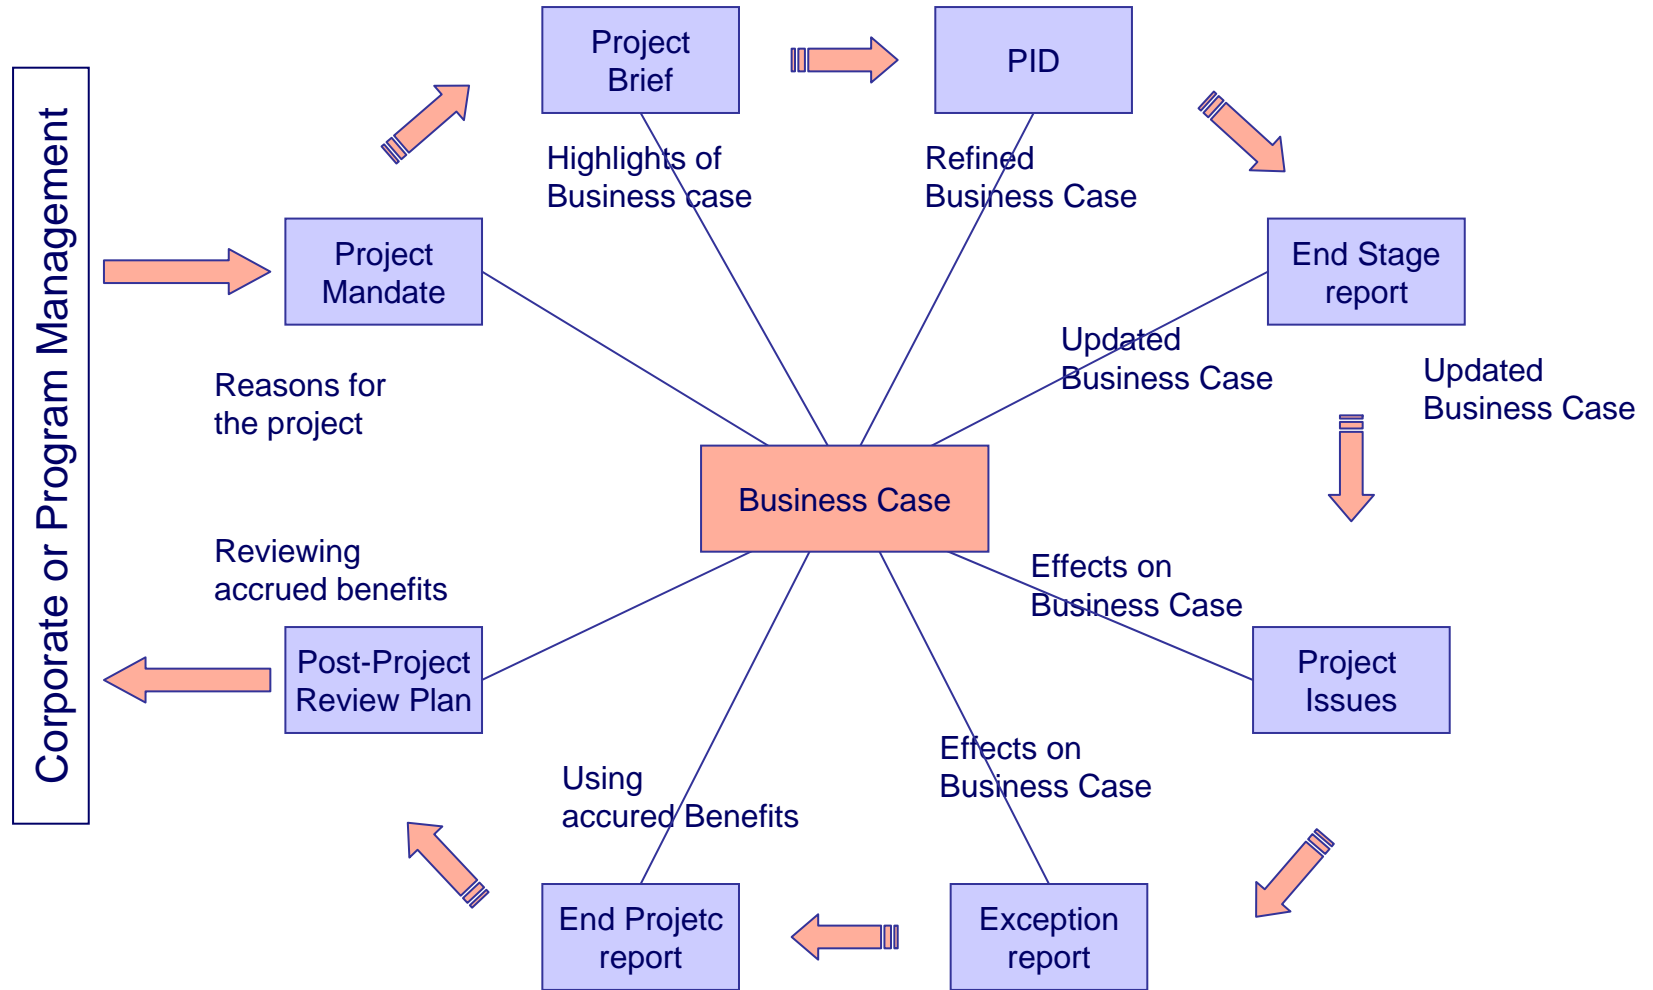 Corporate or Program Management
Project
Brief
PID
Highlights of
Business case
Refined
Business Case
Project
Mandate
End Stage
report
Updated
Business Case
Updated
Business Case
Reasons for
the project
Business Case
Reviewing
accrued benefits
Effects on
Business Case
Post-Project
Review Plan
Project
Issues
Effects on
Business Case
Using
accured Benefits
End Projetc
report
Exception
report